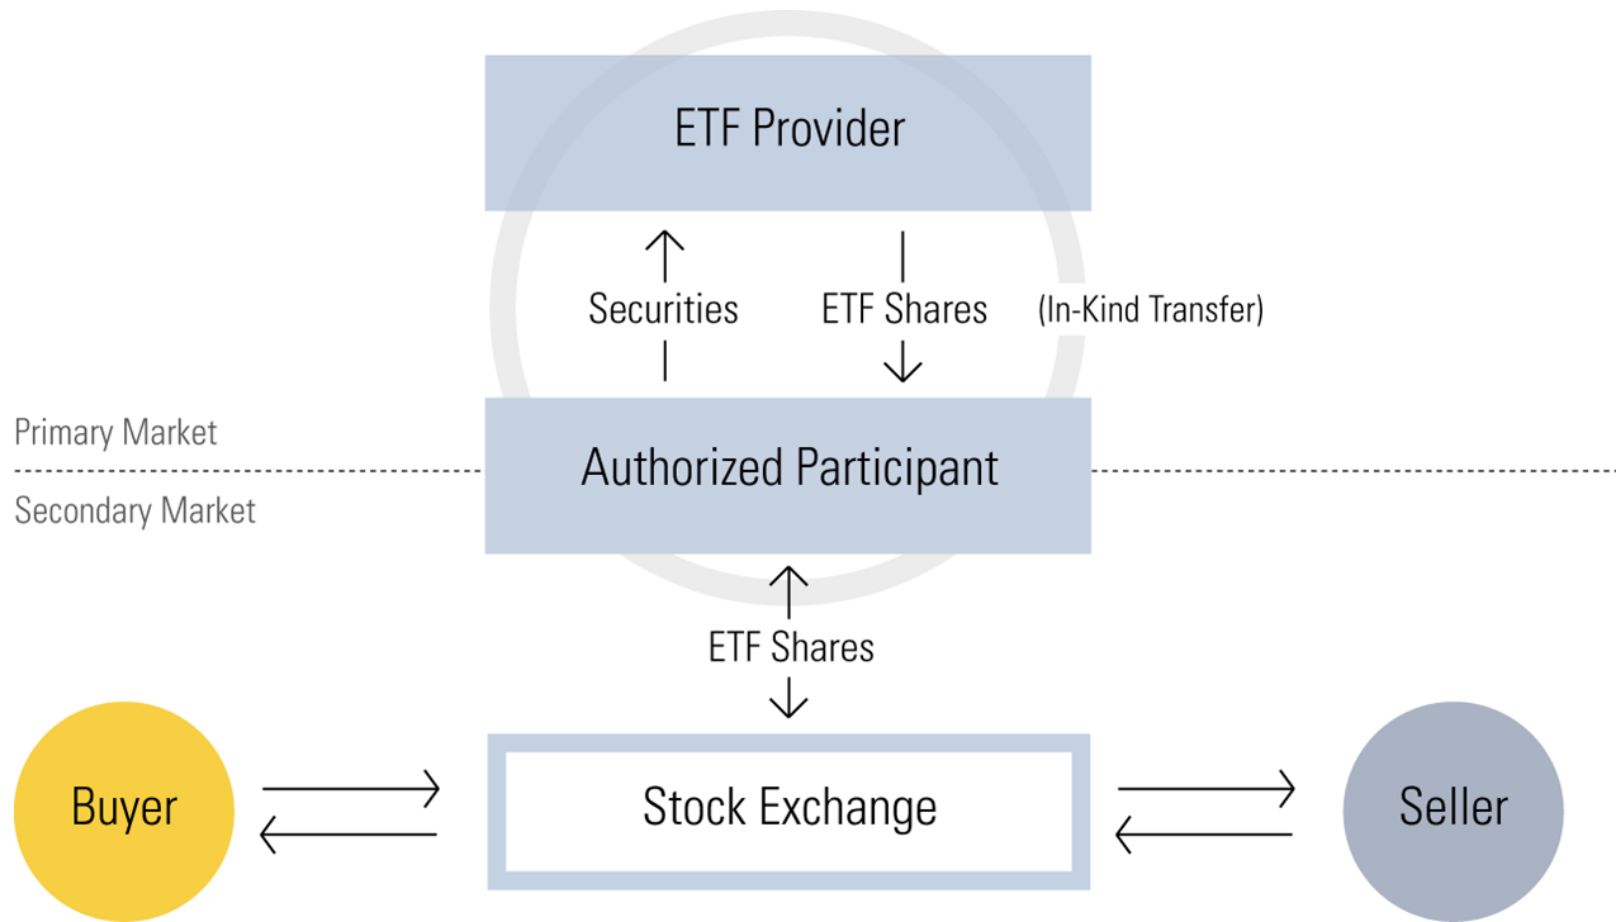 ETF Provider
Securities
ETF Shares
(In-Kind Transfer)
Primary Market
Authorized Participant
Secondary Market
ETF Shares
Buyer
Stock Exchange
Seller